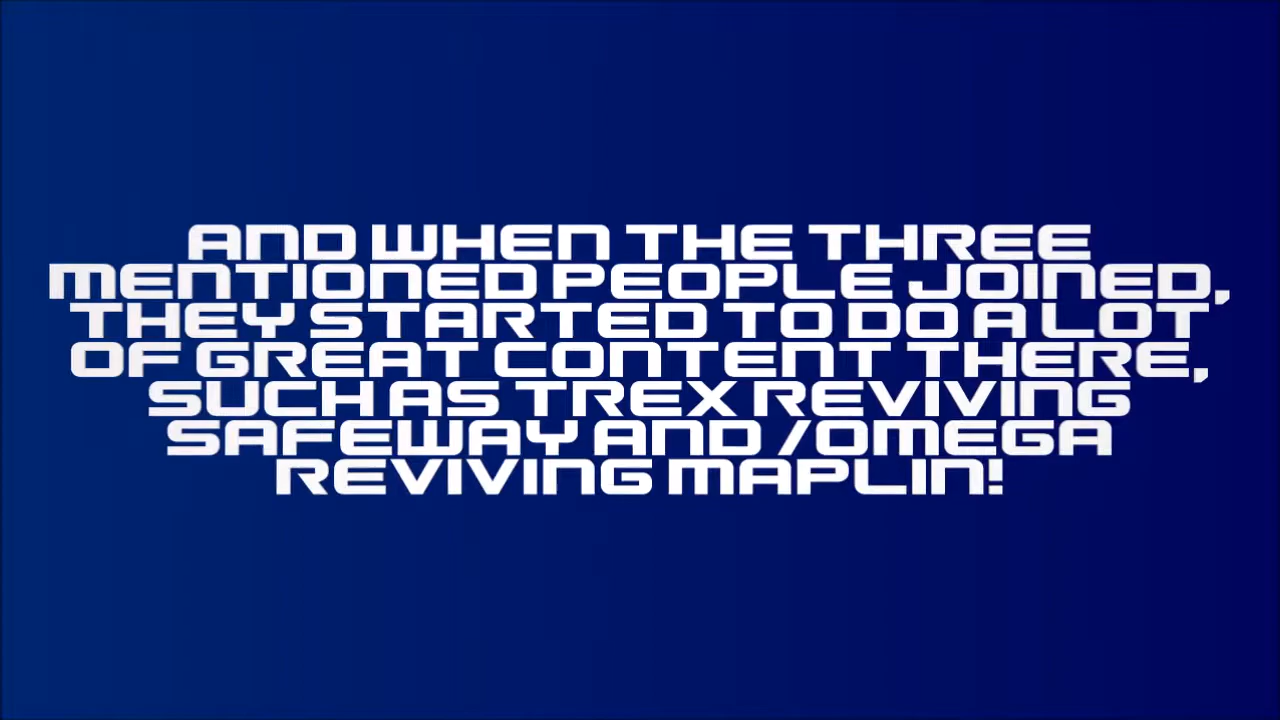 AND WHEN THE THREE
MENTIONED PEOPLE JOINED,
THEY STARTED TO DO A LOT
OF GREAT CONTENT THERE,
SUCH AS TREX REVIVING
SAFEWAY AND /OMEGA
REVIVING MAPLIN!